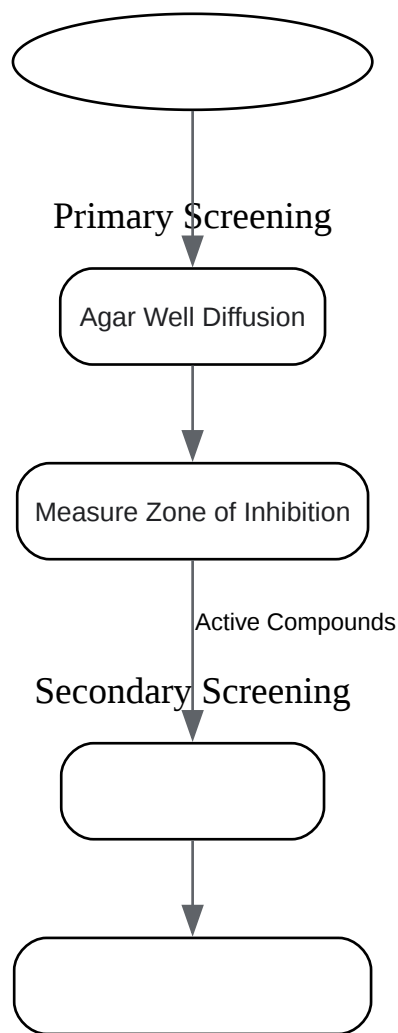 Primary Screening
Agar Well Diffusion
Measure Zone of Inhibition
Active Compounds
Secondary Screening